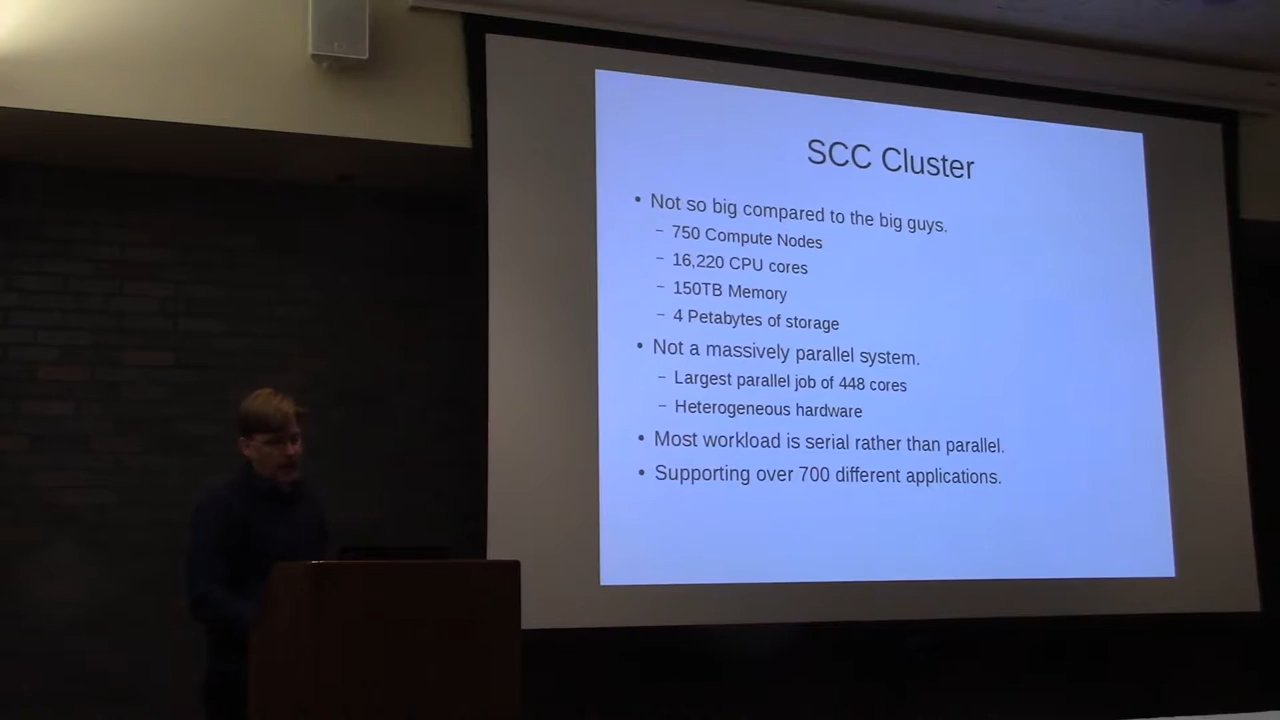 SCC Cluster
• Not so big compared to the big guys.
– 750 Compute Nodes
– 16,220 CPU cores
– 150TB Memory
– 4 Petabytes of storage
• Not a massively parallel system.
– Largest parallel job of 448 cores
– Heterogeneous hardware
• Most workload is serial rather than parallel.
• Supporting over 700 different applications.